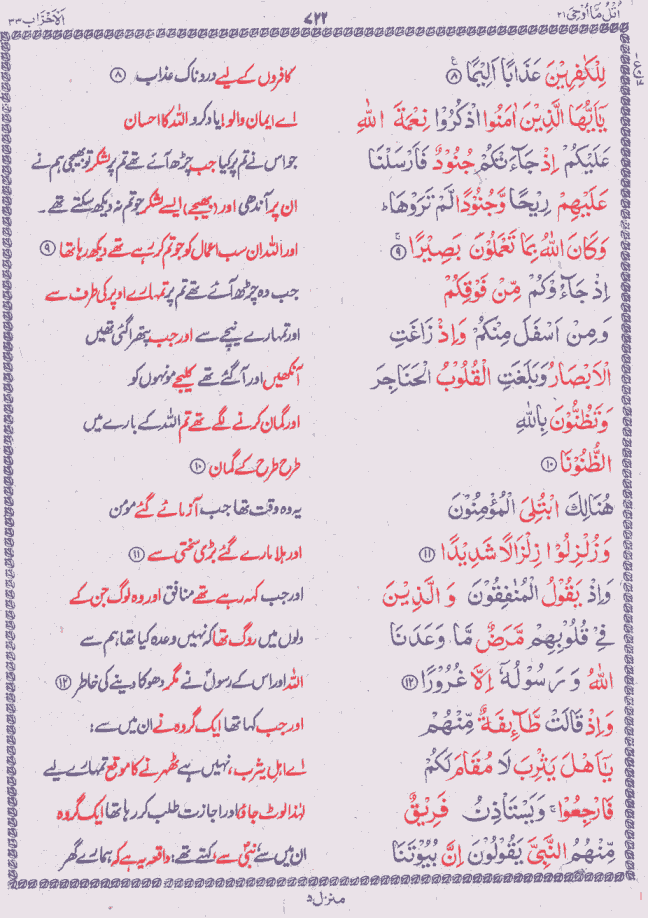 اُتْلُ مَآ اُوْحِيَ ۲۱ ۷۲۲ اَلْاَحْزَاب ۳۳
لِلْكٰفِرِيْنَ عَذَابًا اَلِيْمًا ۸ کافروں کے لیے دردناک عذاب ۸
يٰٓاَيُّهَا الَّذِيْنَ اٰمَنُوا اذْكُرُوْا نِعْمَةَ اللّٰهِ اے ایمان والو! یاد کرو اللہ کا احسان
عَلَيْكُمْ اِذْ جَآءَتْكُمْ جُنُوْدٌ فَاَرْسَلْنَا جو اس نے تم پر کیا جب چڑھ آئے تھے تم پر لشکر تو بھیجی ہم نے
عَلَيْهِمْ رِيْحًا وَّجُنُوْدًا لَّمْ تَرَوْهَا ؕ ان پر آندھی اور (بھیجے) ایسے لشکر جو تم نہ دیکھ سکتے تھے۔
وَكَانَ اللّٰهُ بِمَا تَعْمَلُوْنَ بَصِيْرًا ۹ اور اللہ ان سب اعمال کو جو تم کر رہے تھے دیکھ رہا تھا ۹
اِذْ جَآءُوْكُمْ مِّنْ فَوْقِكُمْ جب وہ چڑھ آئے تھے تم پر تمہارے اوپر کی طرف سے
وَمِنْ اَسْفَلَ مِنْكُمْ وَاِذْ زَاغَتِ اور تمہارے نیچے سے اور جب پتھرا گئی تھیں
الْاَبْصَارُ وَبَلَغَتِ الْقُلُوْبُ الْحَنَاجِرَ آنکھیں اور آگئے تھے کلیجے مونہوں کو
وَتَظُنُّوْنَ بِاللّٰهِ اور گمان کرنے لگے تھے تم اللہ کے بارے میں
الظُّنُوْنَا ۱۰ طرح طرح کے گمان ۱۰
هُنَالِكَ ابْتُلِيَ الْمُؤْمِنُوْنَ یہ وہ وقت تھا جب آزمائے گئے مومن
وَزُلْزِلُوْا زِلْزَالًا شَدِيْدًا ۱۱ اور ہلا مارے گئے بڑی سختی سے ۱۱
وَاِذْ يَقُوْلُ الْمُنٰفِقُوْنَ وَالَّذِيْنَ اور جب کہہ رہے تھے منافق اور وہ لوگ جن کے
فِيْ قُلُوْبِهِمْ مَّرَضٌ مَّا وَعَدَنَا دلوں میں روگ تھا کہ نہیں وعدہ کیا تھا ہم سے
اللّٰهُ وَرَسُوْلُهٗٓ اِلَّا غُرُوْرًا ۱۲ اللہ اور اس کے رسول نے مگر دھوکا دینے کی خاطر ۱۲
وَاِذْ قَالَتْ طَّآئِفَةٌ مِّنْهُمْ اور جب کہا تھا ایک گروہ نے ان میں سے:
يٰٓاَهْلَ يَثْرِبَ لَا مُقَامَ لَكُمْ اے اہل یثرب، نہیں ہے ٹھہرنے کا موقع تمہارے لیے
فَارْجِعُوْا ۚ وَيَسْتَاْذِنُ فَرِيْقٌ لہٰذا لوٹ جاؤ! اور اجازت طلب کر رہا تھا ایک گروہ
مِّنْهُمُ النَّبِيَّ يَقُوْلُوْنَ اِنَّ بُيُوْتَنَا ان میں سے نبی سے، کہتے تھے: واقعہ یہ ہے کہ ہمارے گھر
منزل ۵